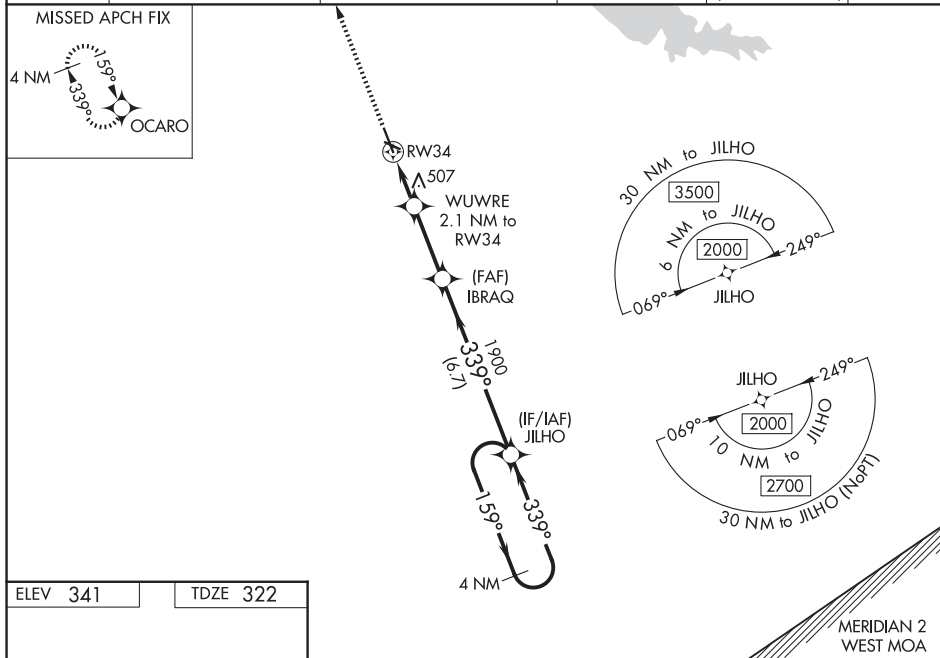 MISSED APCH FIX
4 NM
159°
339°
OCARO
RW34
507
WUWRE
2.1 NM to
RW34
(FAF)
IBRAQ
1900
339°
(6.7)
(IF/IAF)
JILHO
159°
339°
4 NM
30 NM to JILHO
3500
6 NM to JILHO
2000
249°
069°
JILHO
JILHO
249°
069°
2000
10 NM to JILHO
2700
30 NM to JILHO (NoPT)
ELEV 341
TDZE 322
MERIDIAN 2
WEST MOA